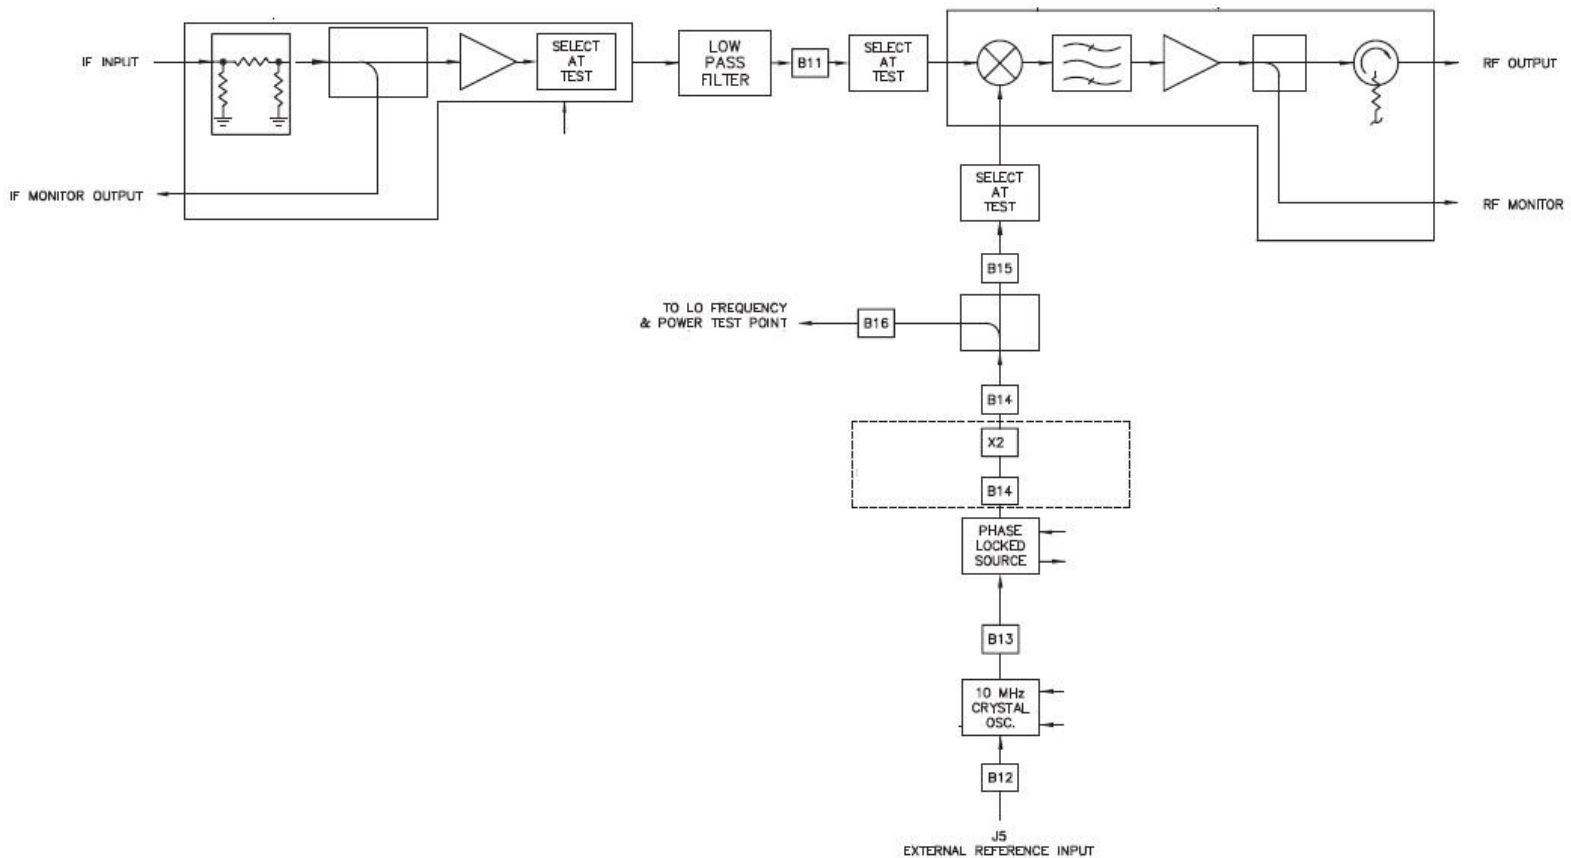 IF INPUT
SELECT
AT
TEST
LOW
PASS
FILTER
B11
SELECT
AT
TEST
RF OUTPUT
IF MONITOR OUTPUT
SELECT
AT
TEST
RF MONITOR
B15
TO LO FREQUENCY
& POWER TEST POINT
B16
B14
X2
B14
PHASE
LOCKED
SOURCE
B13
10 MHz
CRYSTAL
OSC.
B12
J5
EXTERNAL REFERENCE INPUT